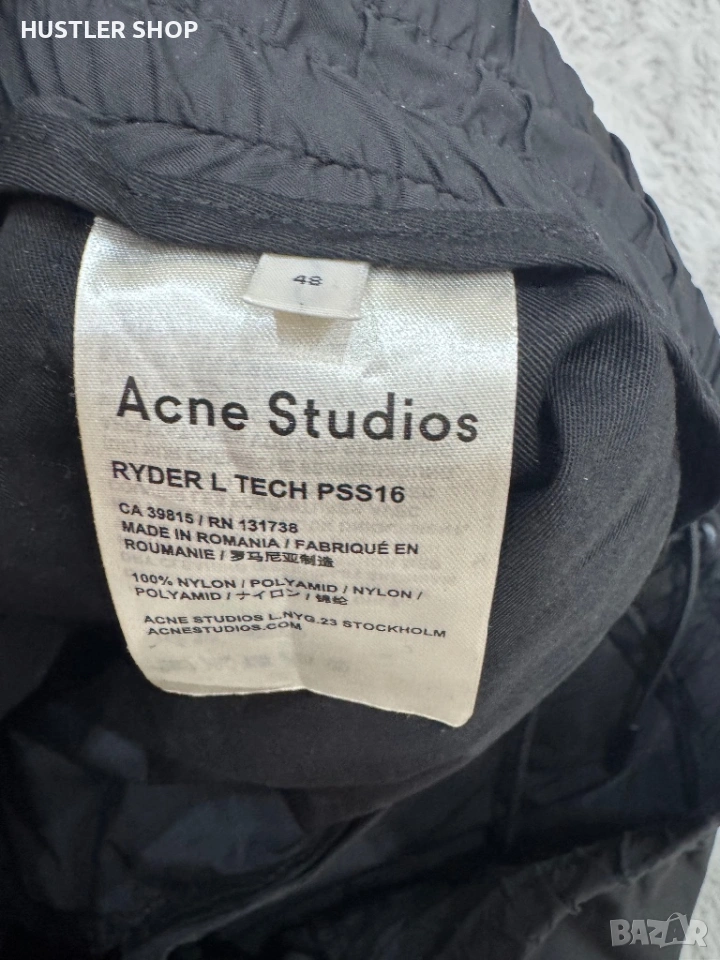 HUSTLER SHOP
48
Acne Studios
RYDER L TECH PSS16
CA 39815 / RN 131738
MADE IN ROMANIA / FABRIQUÉ EN
ROUMANIE / 罗马尼亚制造
100% NYLON / POLYAMID / NYLON /
POLYAMID / ナイロン / 锦纶
ACNE STUDIOS L.NYG.23 STOCKHOLM
ACNESTUDIOS.COM
BAZAR